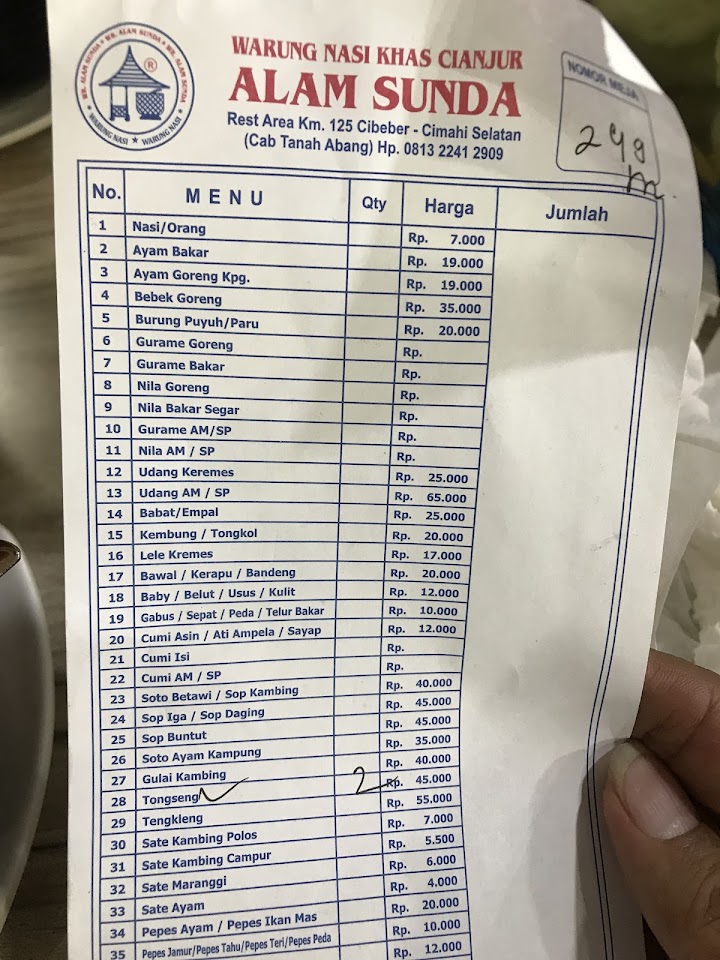 WR. ALAM SUNDA ★ WR. ALAM SUNDA
WARUNG NASI ★ WARUNG NASI
®
WARUNG NASI KHAS CIANJUR
ALAM SUNDA
Rest Area Km. 125 Cibeber - Cimahi Selatan
(Cab Tanah Abang) Hp. 0813 2241 2909
NOMOR MEJA
No. MENU Qty Harga Jumlah
1 Nasi/Orang Rp. 7.000
2 Ayam Bakar Rp. 19.000
3 Ayam Goreng Kpg. Rp. 19.000
4 Bebek Goreng Rp. 35.000
5 Burung Puyuh/Paru Rp. 20.000
6 Gurame Goreng Rp.
7 Gurame Bakar Rp.
8 Nila Goreng Rp.
9 Nila Bakar Segar Rp.
10 Gurame AM/SP Rp.
11 Nila AM / SP Rp.
12 Udang Keremes Rp. 25.000
13 Udang AM / SP Rp. 65.000
14 Babat/Empal Rp. 25.000
15 Kembung / Tongkol Rp. 20.000
16 Lele Kremes Rp. 17.000
17 Bawal / Kerapu / Bandeng Rp. 20.000
18 Baby / Belut / Usus / Kulit Rp. 12.000
19 Gabus / Sepat / Peda / Telur Bakar Rp. 10.000
20 Cumi Asin / Ati Ampela / Sayap Rp. 12.000
21 Cumi Isi Rp.
22 Cumi AM / SP Rp.
23 Soto Betawi / Sop Kambing Rp. 40.000
24 Sop Iga / Sop Daging Rp. 45.000
25 Sop Buntut Rp. 45.000
26 Soto Ayam Kampung Rp. 35.000
27 Gulai Kambing Rp. 40.000
28 Tongseng 2 Rp. 45.000
29 Tengkleng Rp. 55.000
30 Sate Kambing Polos Rp. 7.000
31 Sate Kambing Campur Rp. 5.500
32 Sate Maranggi Rp. 6.000
33 Sate Ayam Rp. 4.000
34 Pepes Ayam / Pepes Ikan Mas Rp. 20.000
35 Pepes Jamur/Pepes Tahu/Pepes Teri/Pepes Peda Rp. 10.000
Rp. 12.000